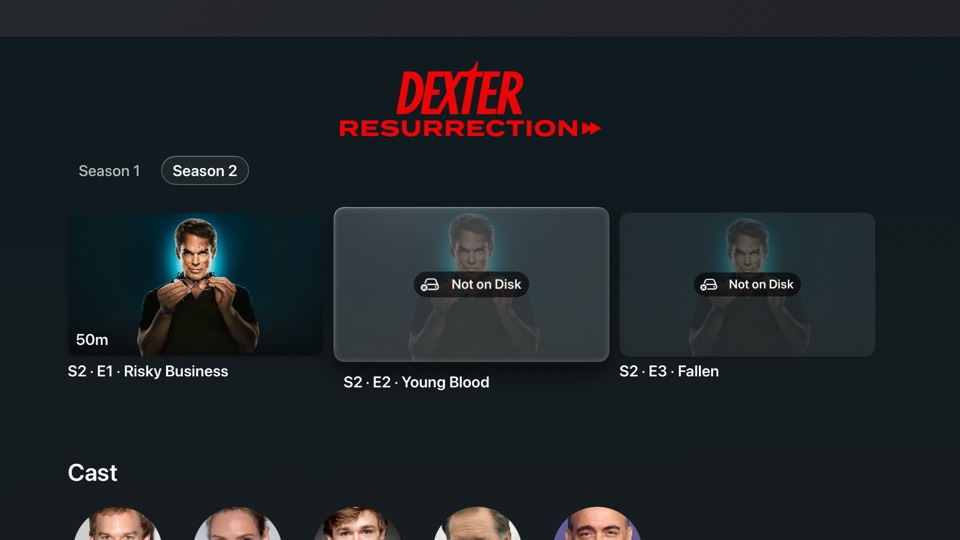 DEXTER
RESURRECTION
Season 1
Season 2
50m
Not on Disk
Not on Disk
S2 · E1 · Risky Business
S2 · E2 · Young Blood
S2 · E3 · Fallen
Cast